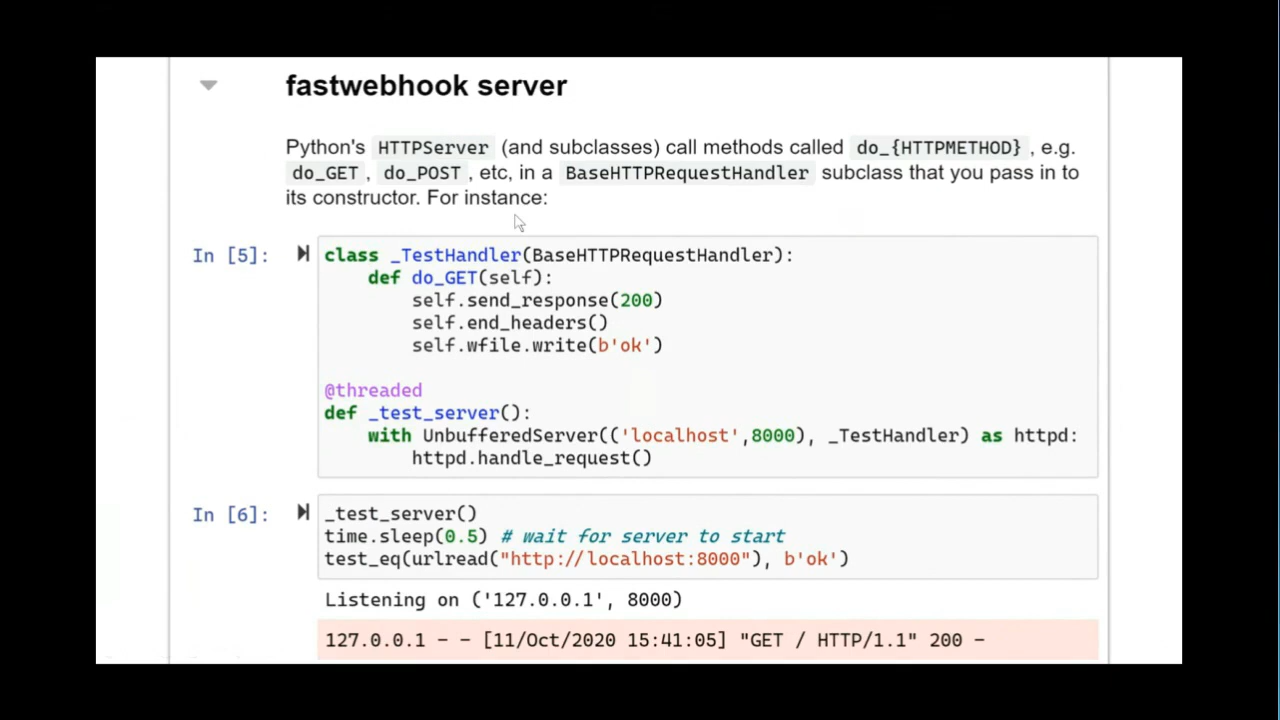 fastwebhook server
Python's HTTPServer (and subclasses) call methods called do_{HTTPMETHOD} , e.g.
do_GET , do_POST , etc, in a BaseHTTPRequestHandler subclass that you pass in to
its constructor. For instance:
In [5]: class _TestHandler(BaseHTTPRequestHandler):
def do_GET(self):
self.send_response(200)
self.end_headers()
self.wfile.write(b'ok')
@threaded
def _test_server():
with UnbufferedServer(('localhost',8000), _TestHandler) as httpd:
httpd.handle_request()
In [6]: _test_server()
time.sleep(0.5) # wait for server to start
test_eq(urlread("http://localhost:8000"), b'ok')
Listening on ('127.0.0.1', 8000)
127.0.0.1 - - [11/Oct/2020 15:41:05] "GET / HTTP/1.1" 200 -